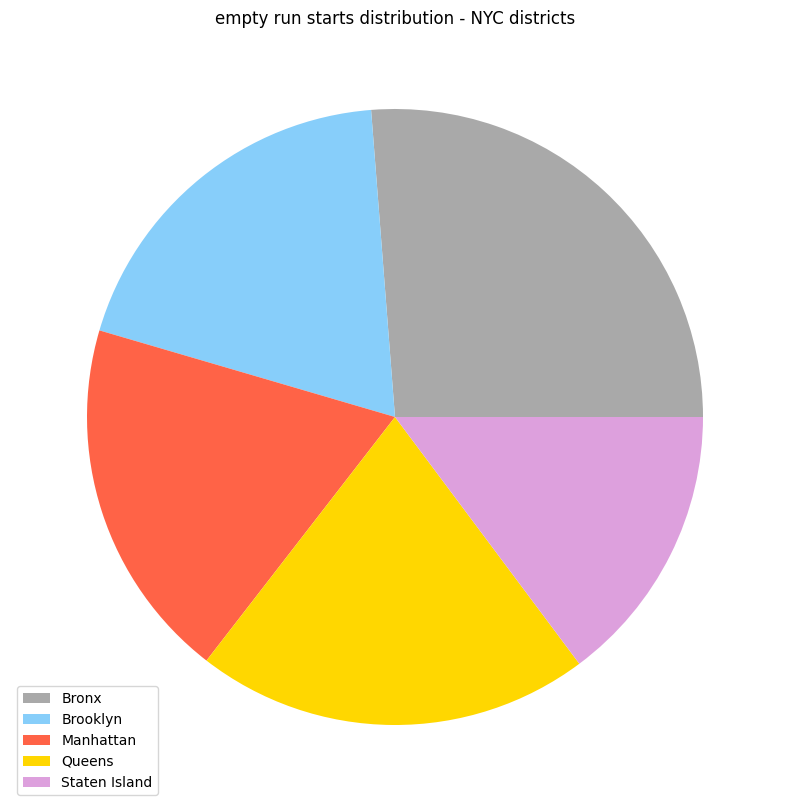 empty run starts distribution - NYC districts
Bronx
Brooklyn
Manhattan
Queens
Staten Island